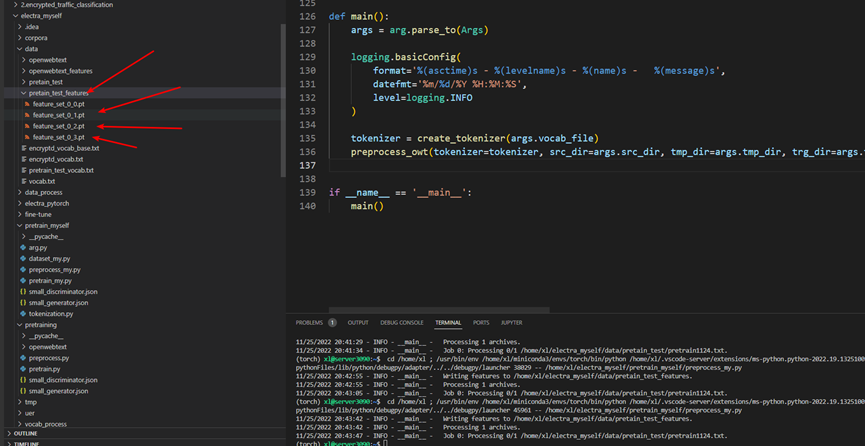 2.encrypted_traffic_classification
electra_myself
.idea
corpora
data
openwebtext
openwebtext_features
pretain_test
pretain_test_features
feature_set_0_0.pt
feature_set_0_1.pt
feature_set_0_2.pt
feature_set_0_3.pt
encryptd_vocab_base.txt
encryptd_vocab.txt
pretrain_test_vocab.txt
vocab.txt
data_process
electra_pytorch
fine-tune
pretrain_myself
__pycache__
arg.py
dataset_my.py
preprocess_my.py
pretrain_my.py
small_discriminator.json
small_generator.json
tokenization.py
pretraining
__pycache__
openwebtext
preprocess.py
pretrain.py
small_discriminator.json
small_generator.json
tmp
uer
vocab_process
OUTLINE
TIMELINE
125
126 def main():
127 args = arg.parse_to(Args)
128
129 logging.basicConfig(
130 format='%(asctime)s - %(levelname)s - %(name)s -   %(message)s',
131 datefmt='%m/%d/%Y %H:%M:%S',
132 level=logging.INFO
133 )
134
135 tokenizer = create_tokenizer(args.vocab_file)
136 preprocess_owt(tokenizer=tokenizer, src_dir=args.src_dir, tmp_dir=args.tmp_dir, trg_dir=args.
137
138
139 if __name__ == '__main__':
140 main()
PROBLEMS 1 OUTPUT DEBUG CONSOLE TERMINAL PORTS JUPYTER
11/25/2022 20:41:29 - INFO - __main__ -   Processing 1 archives.
11/25/2022 20:41:34 - INFO - __main__ -   Job 0: Processing 0/1 /home/xl/electra_myself/data/pretain_test/pretrain1124.txt.
(torch) xl@server3090:~$ cd /home/xl ; /usr/bin/env /home/xl/miniconda3/envs/torch/bin/python /home/xl/.vscode-server/extensions/ms-python.python-2022.19.1325100
pythonFiles/lib/python/debugpy/adapter/../../debugpy/launcher 38029 -- /home/xl/electra_myself/pretrain_myself/preprocess_my.py
11/25/2022 20:42:55 - INFO - __main__ -   Writing features to /home/xl/electra_myself/data/pretain_test_features.
11/25/2022 20:42:55 - INFO - __main__ -   Processing 1 archives.
11/25/2022 20:43:05 - INFO - __main__ -   Job 0: Processing 0/1 /home/xl/electra_myself/data/pretain_test/pretrain1124.txt.
(torch) xl@server3090:~$ cd /home/xl ; /usr/bin/env /home/xl/miniconda3/envs/torch/bin/python /home/xl/.vscode-server/extensions/ms-python.python-2022.19.1325100
pythonFiles/lib/python/debugpy/adapter/../../debugpy/launcher 45961 -- /home/xl/electra_myself/pretrain_myself/preprocess_my.py
11/25/2022 20:43:42 - INFO - __main__ -   Writing features to /home/xl/electra_myself/data/pretain_test_features.
11/25/2022 20:43:42 - INFO - __main__ -   Processing 1 archives.
11/25/2022 20:43:47 - INFO - __main__ -   Job 0: Processing 0/1 /home/xl/electra_myself/data/pretain_test/pretrain1124.txt.
(torch) xl@server3090:~$